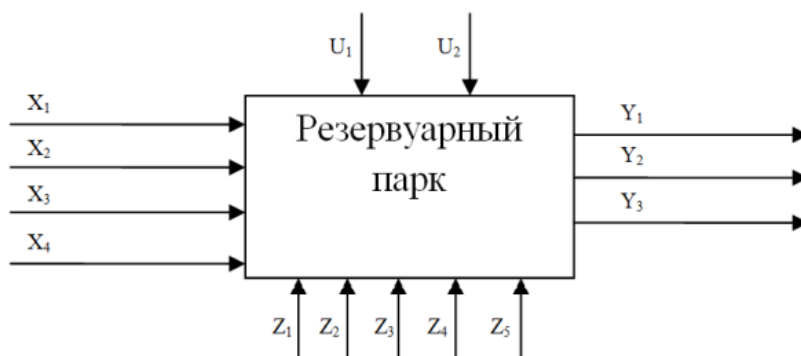 U₁ U₂
X₁
X₂
X₃
X₄
Резервуарный
парк
Y₁
Y₂
Y₃
Z₁ Z₂ Z₃ Z₄ Z₅